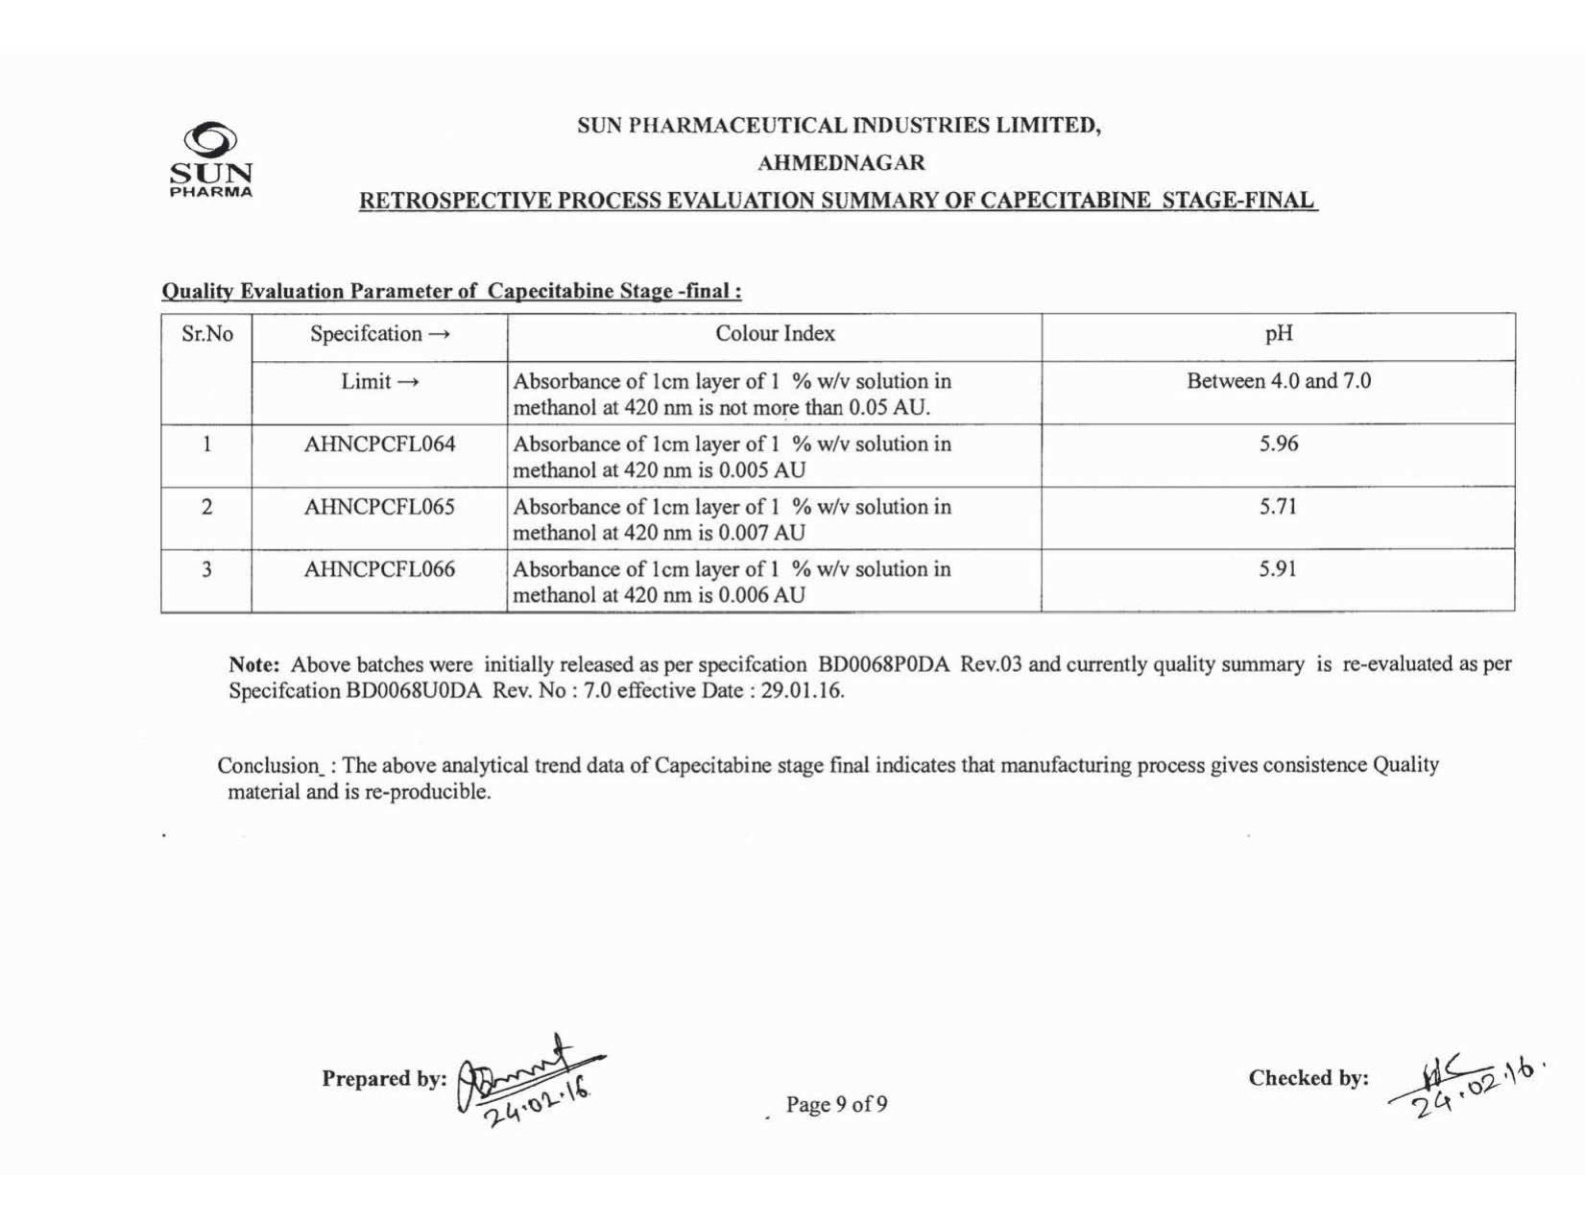 SUN
PHARMA
SUN PHARMACEUTICAL INDUSTRIES LIMITED,
AHMEDNAGAR
RETROSPECTIVE PROCESS EVALUATION SUMMARY OF CAPECITABINE STAGE-FINAL
Quality Evaluation Parameter of Capecitabine Stage -final :
Sr.No Specifcation → Colour Index pH
Limit → Absorbance of 1cm layer of 1 % w/v solution in Between 4.0 and 7.0
methanol at 420 nm is not more than 0.05 AU.
1 AHNCPCFL064 Absorbance of 1cm layer of 1 % w/v solution in 5.96
methanol at 420 nm is 0.005 AU
2 AHNCPCFL065 Absorbance of 1cm layer of 1 % w/v solution in 5.71
methanol at 420 nm is 0.007 AU
3 AHNCPCFL066 Absorbance of 1cm layer of 1 % w/v solution in 5.91
methanol at 420 nm is 0.006 AU
Note: Above batches were initially released as per specifcation BD0068P0DA Rev.03 and currently quality summary is re-evaluated as per
Specifcation BD0068U0DA Rev. No : 7.0 effective Date : 29.01.16.
Conclusion_ : The above analytical trend data of Capecitabine stage final indicates that manufacturing process gives consistence Quality
material and is re-producible.
Prepared by: Checked by:
24.02.16 24.02.16.
Page 9 of 9